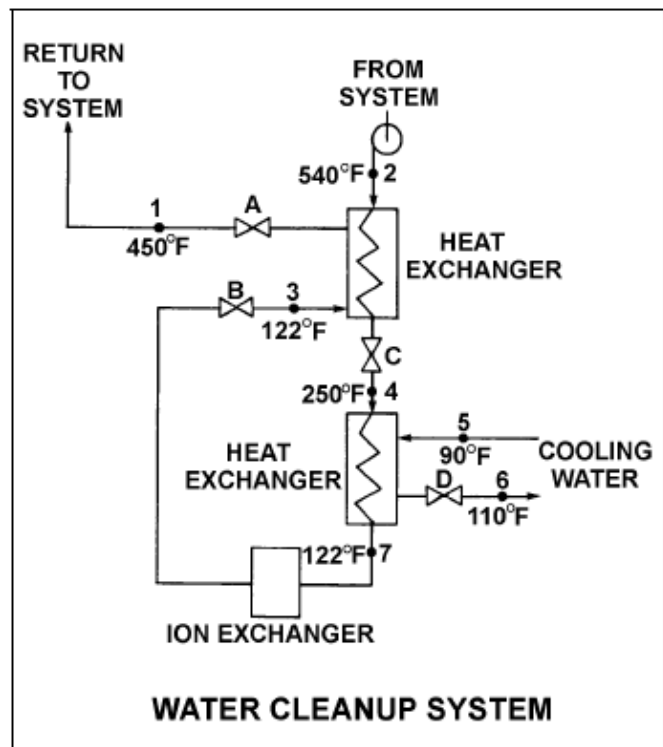 RETURN
TO
SYSTEM
FROM
SYSTEM
540°F 2
1
A
450°F
HEAT
EXCHANGER
B
3
122°F
C
250°F 4
5
HEAT
EXCHANGER
90°F
COOLING
WATER
D
6
110°F
122°F 7
ION EXCHANGER
WATER CLEANUP SYSTEM